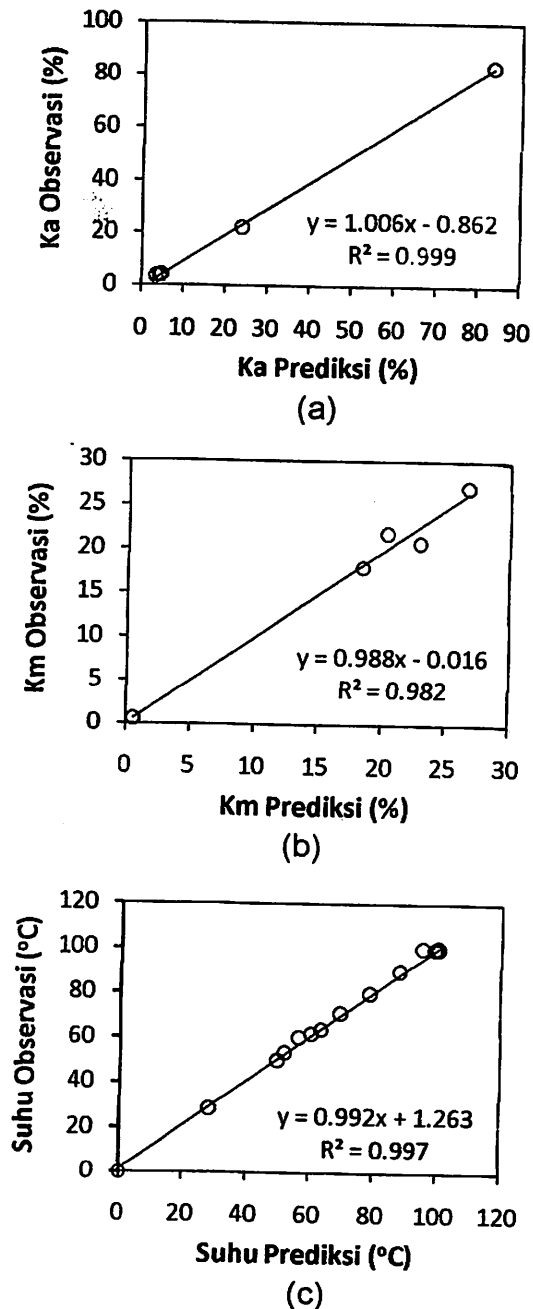 100
80
60
40
20
0
Ka Observasi (%)
y = 1.006x - 0.862
R² = 0.999
0 10 20 30 40 50 60 70 80 90
Ka Prediksi (%)
(a)
30
25
20
15
10
5
0
Km Observasi (%)
y = 0.988x - 0.016
R² = 0.982
0 5 10 15 20 25 30
Km Prediksi (%)
(b)
120
100
80
60
40
20
0
Suhu Observasi (°C)
y = 0.992x + 1.263
R² = 0.997
0 20 40 60 80 100 120
Suhu Prediksi (°C)
(c)